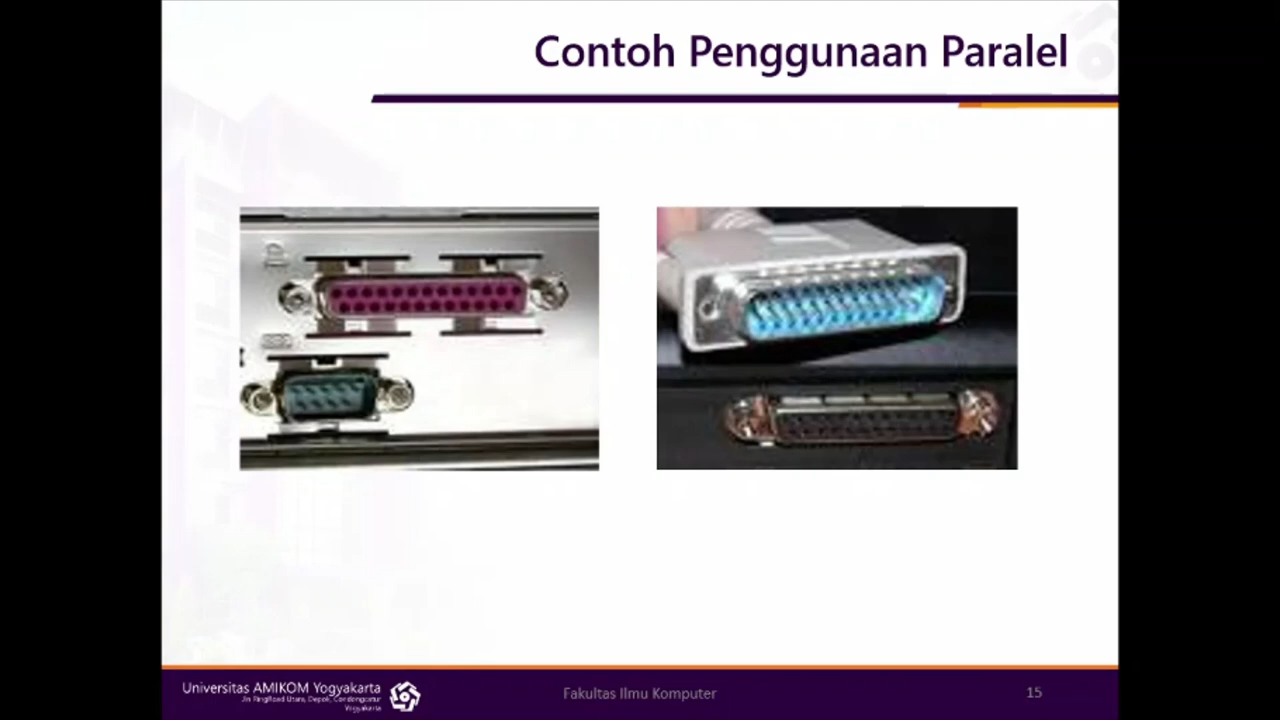 Contoh Penggunaan Paralel
Universitas AMIKOM Yogyakarta
Jln RingRoad Utara, Depok, Condongcatur
Yogyakarta
Fakultas Ilmu Komputer
15